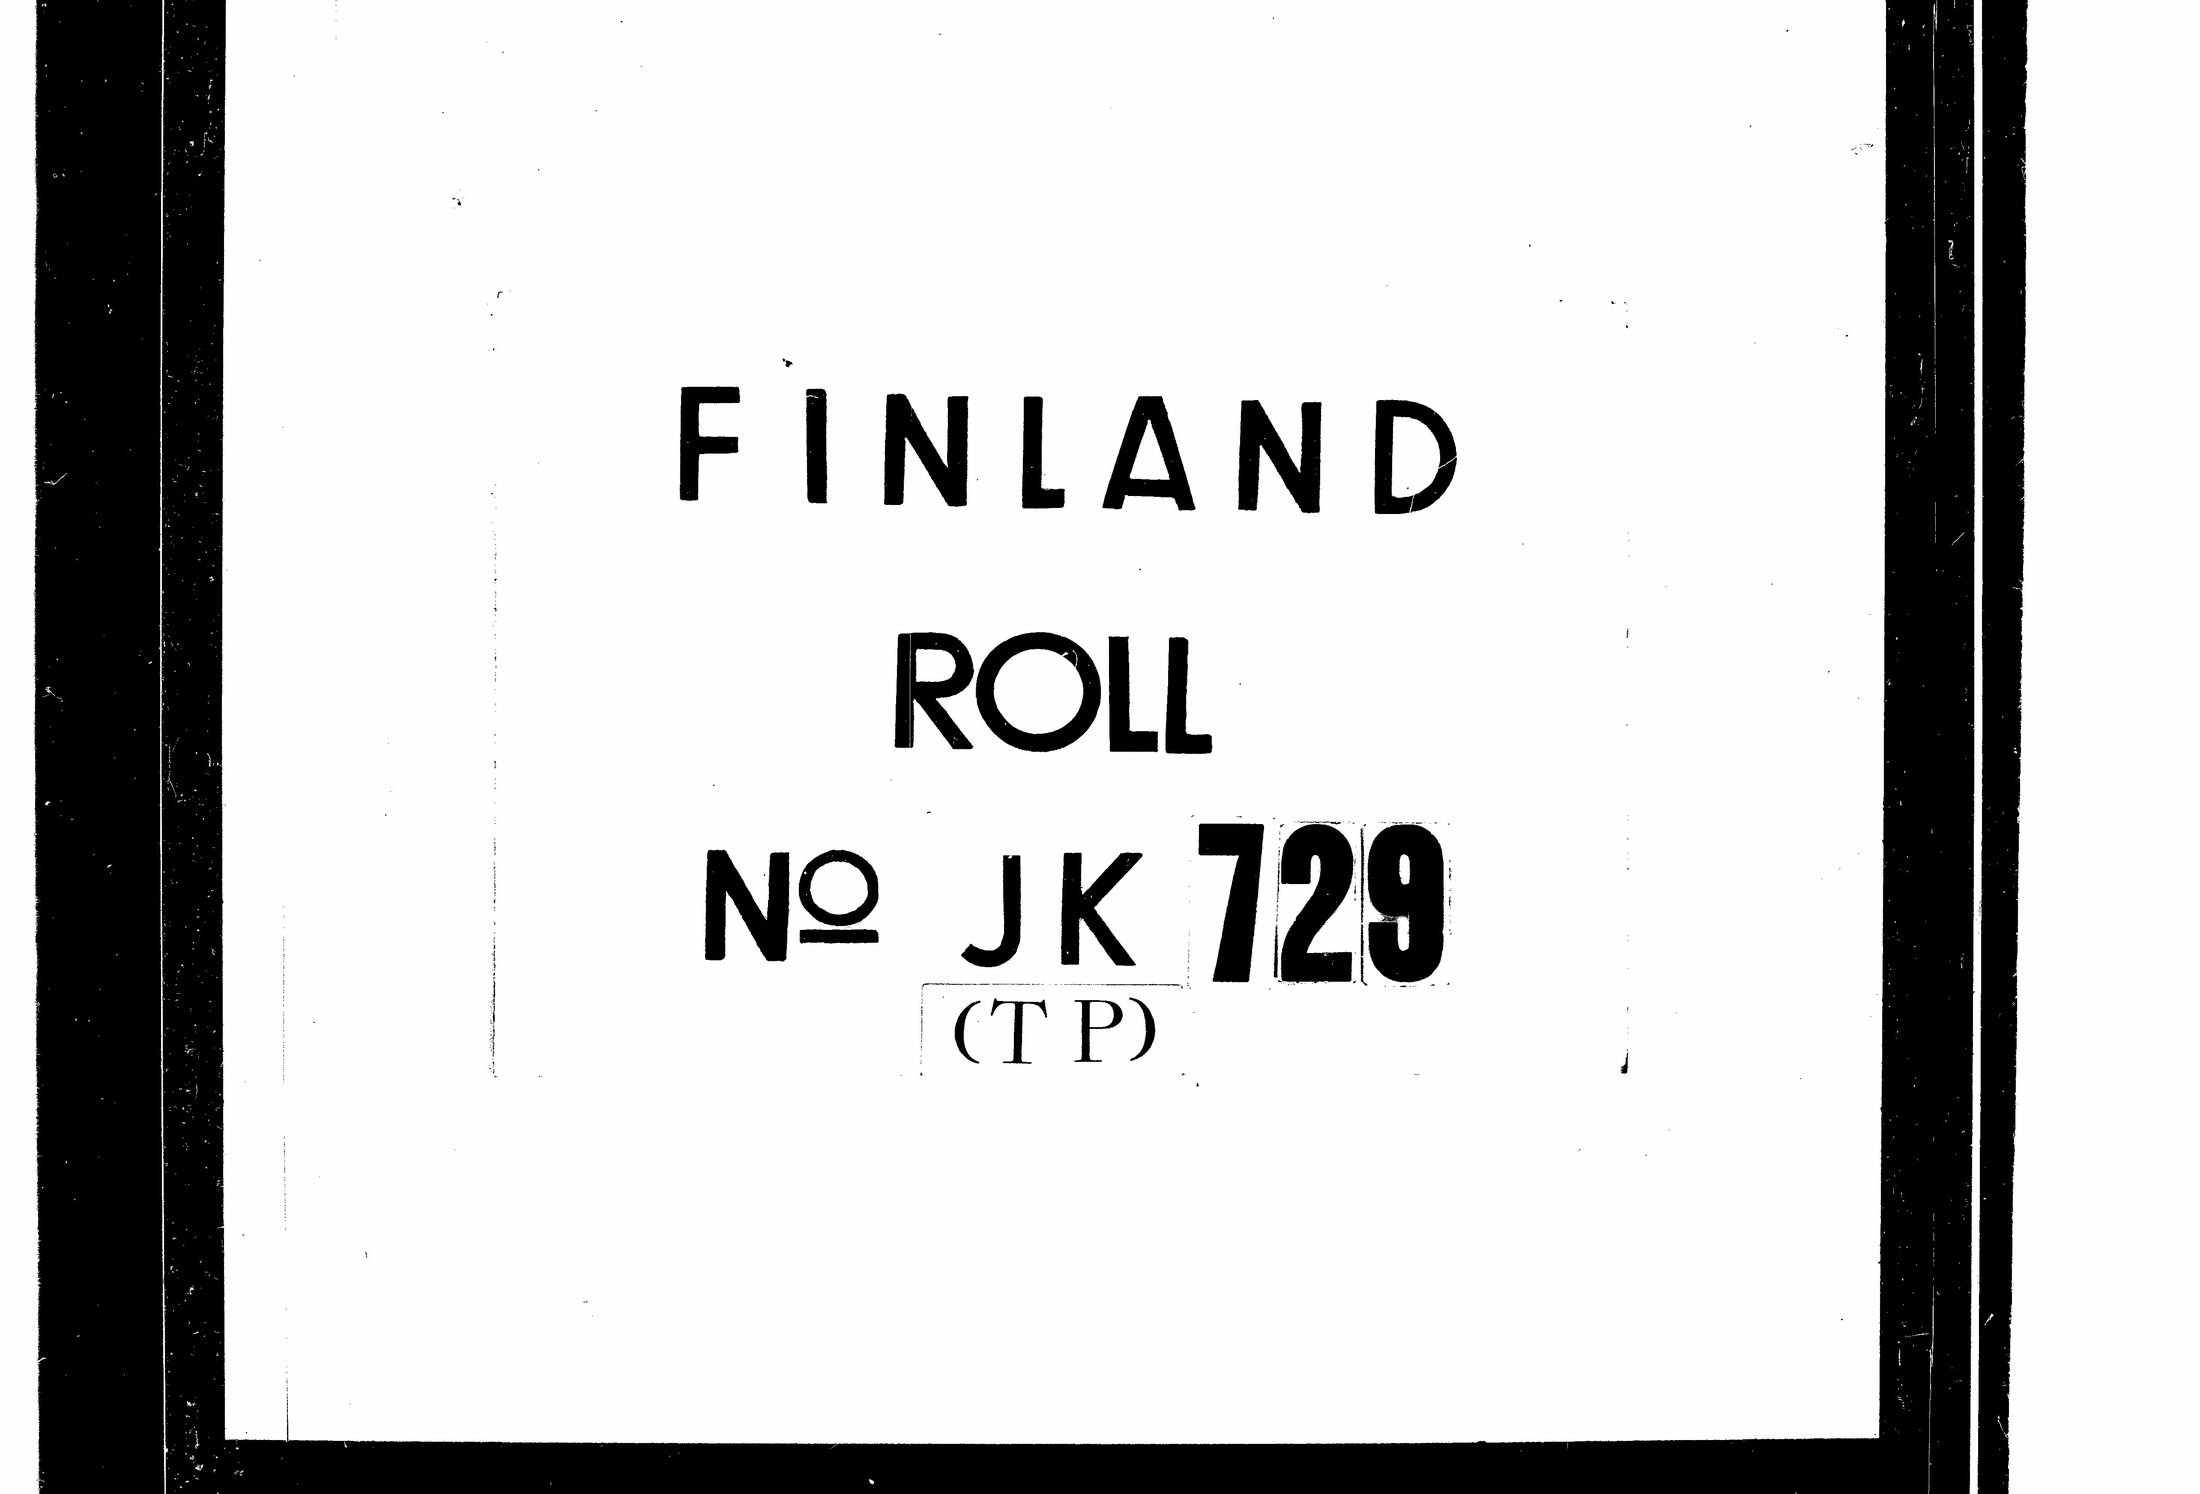 FINLAND
ROLL
Nº JK 729
(TP)